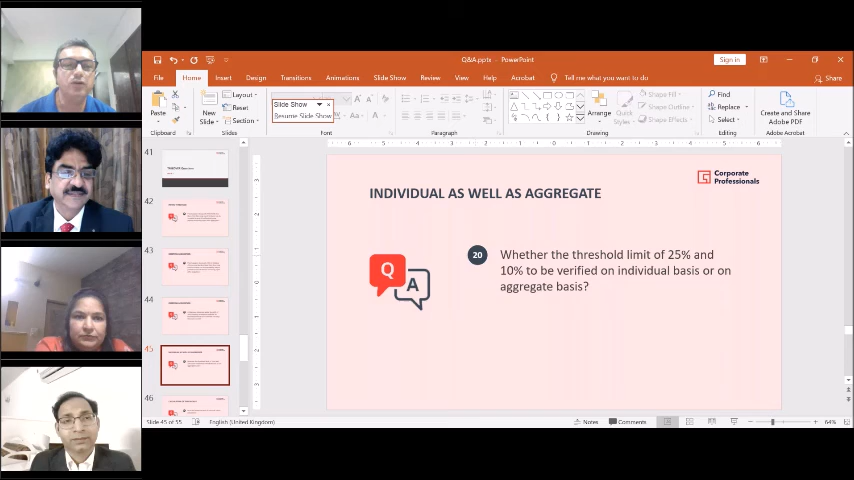 Q&A.pptx - PowerPoint
Sign in
File Home Insert Design Transitions Animations Slide Show Review View Help Acrobat Tell me what you want to do Share
Paste
Clipboard
New Slide
Layout
Reset
Section
Slides
Slide Show
Resume Slide Show
Font
Paragraph
Arrange
Quick Styles
Shape Fill
Shape Outline
Shape Effects
Drawing
Find
Replace
Select
Editing
Create and Share Adobe PDF
Adobe Acrobat
41
42
43
44
45
46
Corporate Professionals
INDIVIDUAL AS WELL AS AGGREGATE
Q
A
20
Whether the threshold limit of 25% and
10% to be verified on individual basis or on
aggregate basis?
Slide 45 of 55 English (United Kingdom) Notes Comments 64%